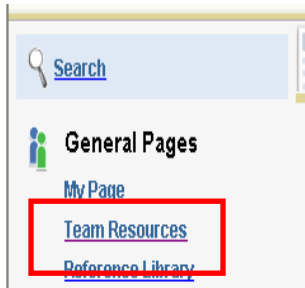 Search
General Pages
My Page
Team Resources
Reference Library